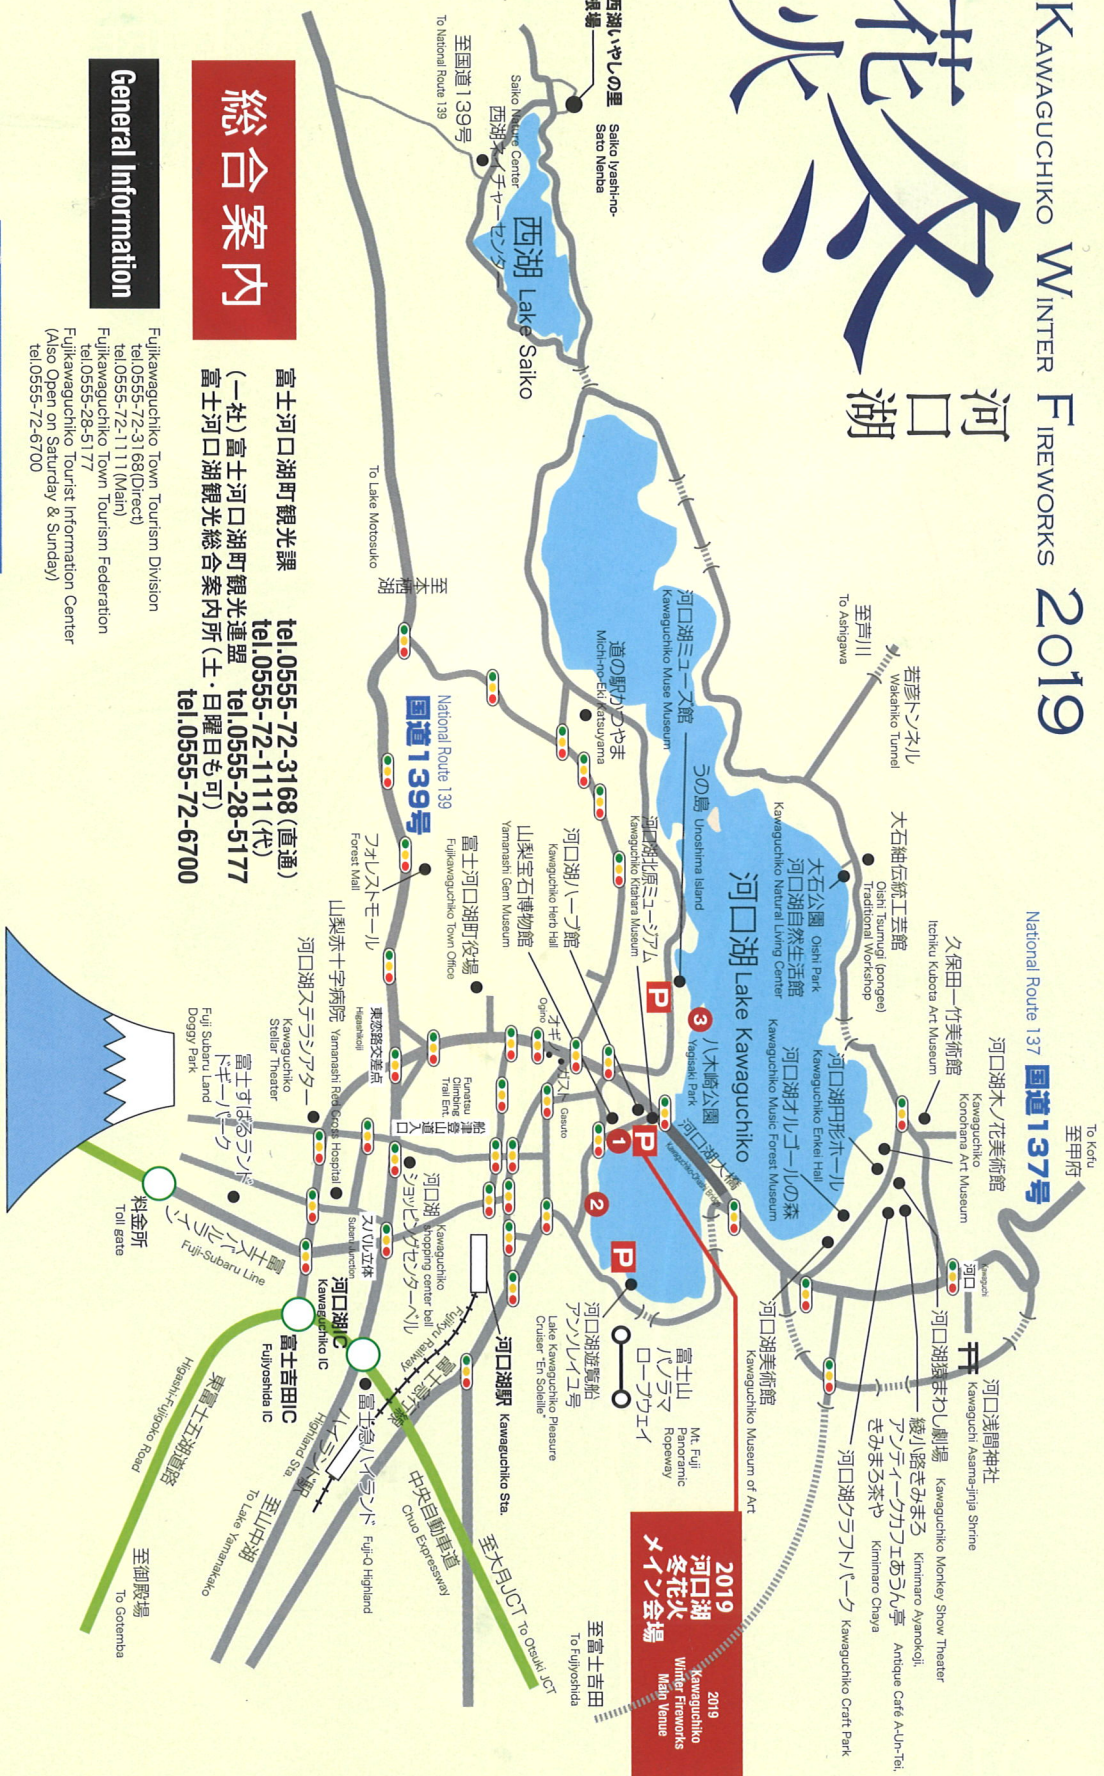 KAWAGUCHIKO WINTER FIREWORKS 2019
冬花火
河口湖
National Route 137 国道137号
To Kofu
至甲府
西湖いやしの里
根場
Saiko Iyashi-no-
Sato Nenba
西湖ネイチャーセンター
Saiko Nature Center
至国道139号
To National Route 139
西湖 Lake Saiko
至芦川
To Ashigawa
若彦トンネル
Wakahiko Tunnel
大石紬伝統工芸館
Oishi Tsumugi (pongee)
Traditional Workshop
久保田一竹美術館
Itchiku Kubota Art Museum
河口湖木ノ花美術館
Kawaguchiko
Konohana Art Museum
大石公園 Oishi Park
河口湖自然生活館
Kawaguchiko Natural Living Center
河口湖円形ホール
Kawaguchiko Enkei Hall
河口湖オルゴールの森
Kawaguchiko Music Forest Museum
河口湖 Lake Kawaguchiko
うの島 Unoshima Island
河口湖ミューズ館
Kawaguchiko Muse Museum
道の駅かつやま
Michi-no-Eki Katsuyama
河口湖北原ミュージアム
Kawaguchiko Kitahara Museum
河口湖ハーブ館
Kawaguchiko Herb Hall
山梨宝石博物館
Yamanashi Gem Museum
P
3
八木崎公園
Yagisaki Park
河口湖大橋
Kawaguchiko-Ohashi Bridge
1
P
2
P
河口
Kawaguchi
河口浅間神社
Kawaguchi Asama-jinja Shrine
河口湖猿まわし劇場 Kawaguchiko Monkey Show Theater
綾小路きみまろ Kimimaro Ayanokoji,
アンティークカフェあうん亭 Antique Café A-Un-Tei,
きみまろ茶や Kimimaro Chaya
河口湖クラフトパーク Kawaguchiko Craft Park
河口湖美術館
Kawaguchiko Museum of Art
富士山
パノラマ
ロープウェイ
Mt. Fuji
Panoramic
Ropeway
河口湖遊覧船
アンソレイユ号
Lake Kawaguchiko Pleasure
Cruiser "En Soleille"
2019
河口湖
冬花火
メイン会場
2019
Kawaguchiko
Winter Fireworks
Main Venue
至富士吉田
To Fujiyoshida
To Lake Motosuko
至本栖湖
National Route 139
国道139号
富士河口湖町役場
Fujikawaguchiko Town Office
フォレストモール
Forest Mall
オギノ
Ogino
ガスト
Gasuto
東恋路交差点
Higashikoiji
船津登山道入口
Funatsu
Climbing
Trail Ent.
山梨赤十字病院 Yamanashi Red Cross Hospital
河口湖ステラシアター
Kawaguchiko
Stellar Theater
富士すばるランド
ドギーパーク
Fuji Subaru Land
Doggy Park
河口湖
ショッピングセンターベル
Kawaguchiko
shopping center bell
スバル立体
Subaru Junction
富士スバルライン
Fuji-Subaru Line
料金所
Toll gate
河口湖駅 Kawaguchiko Sta.
富士急行線
Fujikyu Railway
河口湖IC
Kawaguchiko IC
富士吉田IC
Fujiyoshida IC
富士急ハイランド Fuji-Q Highland
ハイランド駅
Highland Sta.
中央自動車道
Chuo Expressway
至大月JCT To Otsuki JCT
東富士五湖道路
Higashi-Fujigoko Road
至山中湖
To Lake Yamanakako
至御殿場
To Gotemba
総合案内
General Information
富士河口湖町観光課 tel.0555-72-3168(直通)
tel.0555-72-1111(代)
(一社)富士河口湖町観光連盟 tel.0555-28-5177
富士河口湖観光総合案内所(土・日曜日も可)
tel.0555-72-6700
Fujikawaguchiko Town Tourism Division
tel.0555-72-3168(Direct)
tel.0555-72-1111(Main)
Fujikawaguchiko Town Tourism Federation
tel.0555-28-5177
Fujikawaguchiko Tourist Information Center
(Also Open on Saturday & Sunday)
tel.0555-72-6700